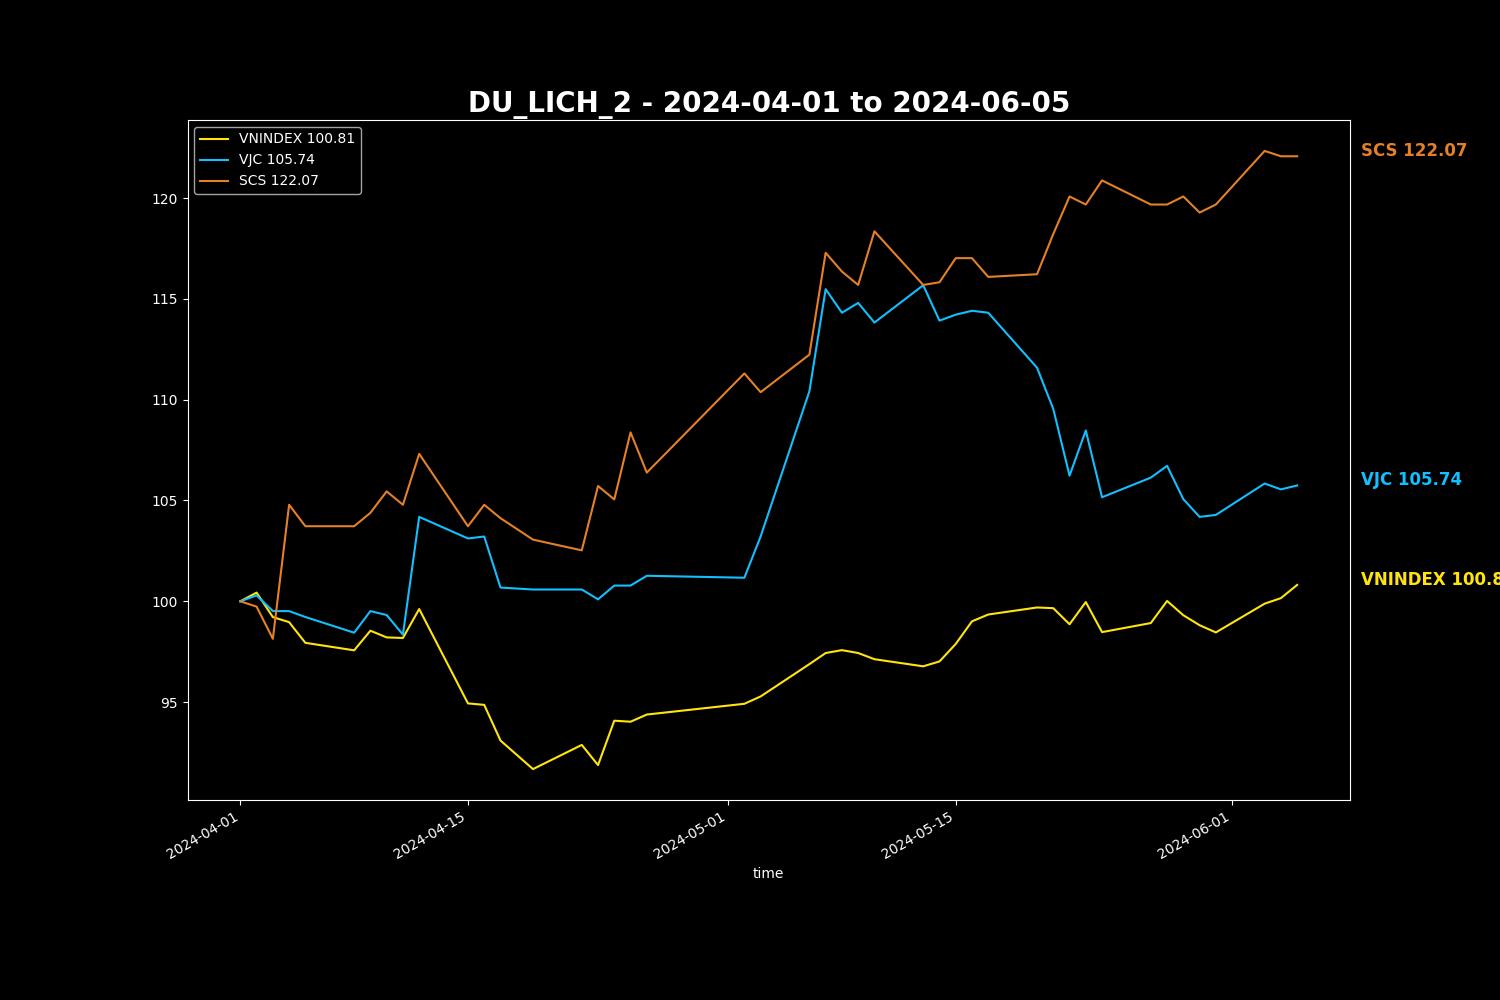 DU_LICH_2 - 2024-04-01 to 2024-06-05
VNINDEX 100.81
VJC 105.74
SCS 122.07
SCS 122.07
VJC 105.74
VNINDEX 100.8
120
115
110
105
100
95
2024-04-01
2024-04-15
2024-05-01
2024-05-15
2024-06-01
time